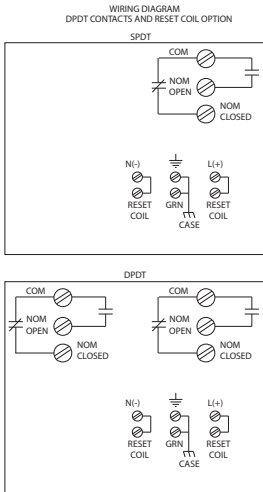 WIRING DIAGRAM
DPDT CONTACTS AND RESET COIL OPTION
SPDT
COM
NOM
OPEN
NOM
CLOSED
N(-)
L(+)
RESET
COIL
GRN
RESET
COIL
CASE
DPDT
COM
NOM
OPEN
NOM
CLOSED
COM
NOM
OPEN
NOM
CLOSED
N(-)
L(+)
RESET
COIL
GRN
RESET
COIL
CASE